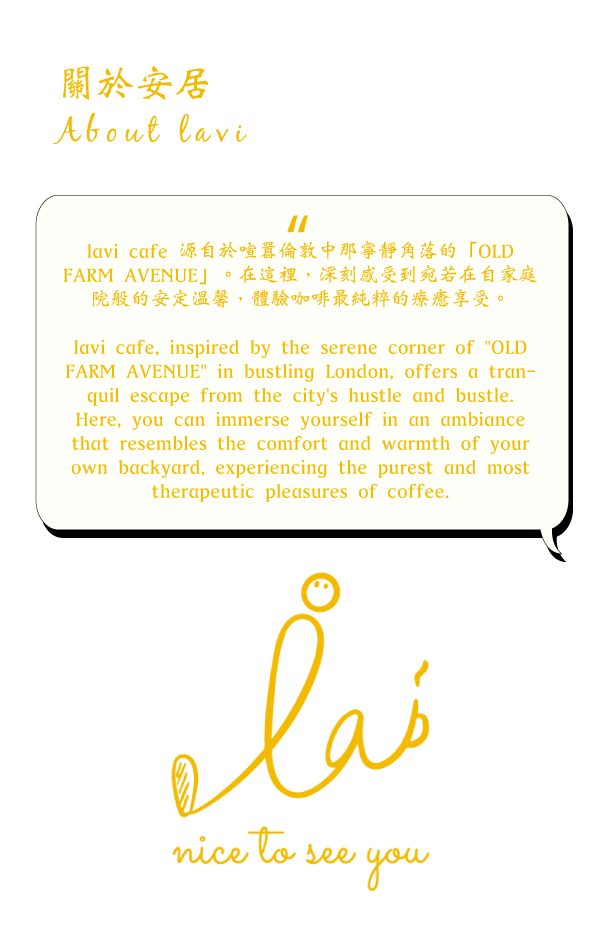 關於安居
About lavi
“
lavi cafe 源自於喧囂倫敦中那寧靜角落的「OLD
FARM AVENUE」。在這裡，深刻感受到宛若在自家庭
院般的安定溫馨，體驗咖啡最純粹的療癒享受。
lavi cafe, inspired by the serene corner of "OLD
FARM AVENUE" in bustling London, offers a tran-
quil escape from the city's hustle and bustle.
Here, you can immerse yourself in an ambiance
that resembles the comfort and warmth of your
own backyard, experiencing the purest and most
therapeutic pleasures of coffee.
lavi
nice to see you